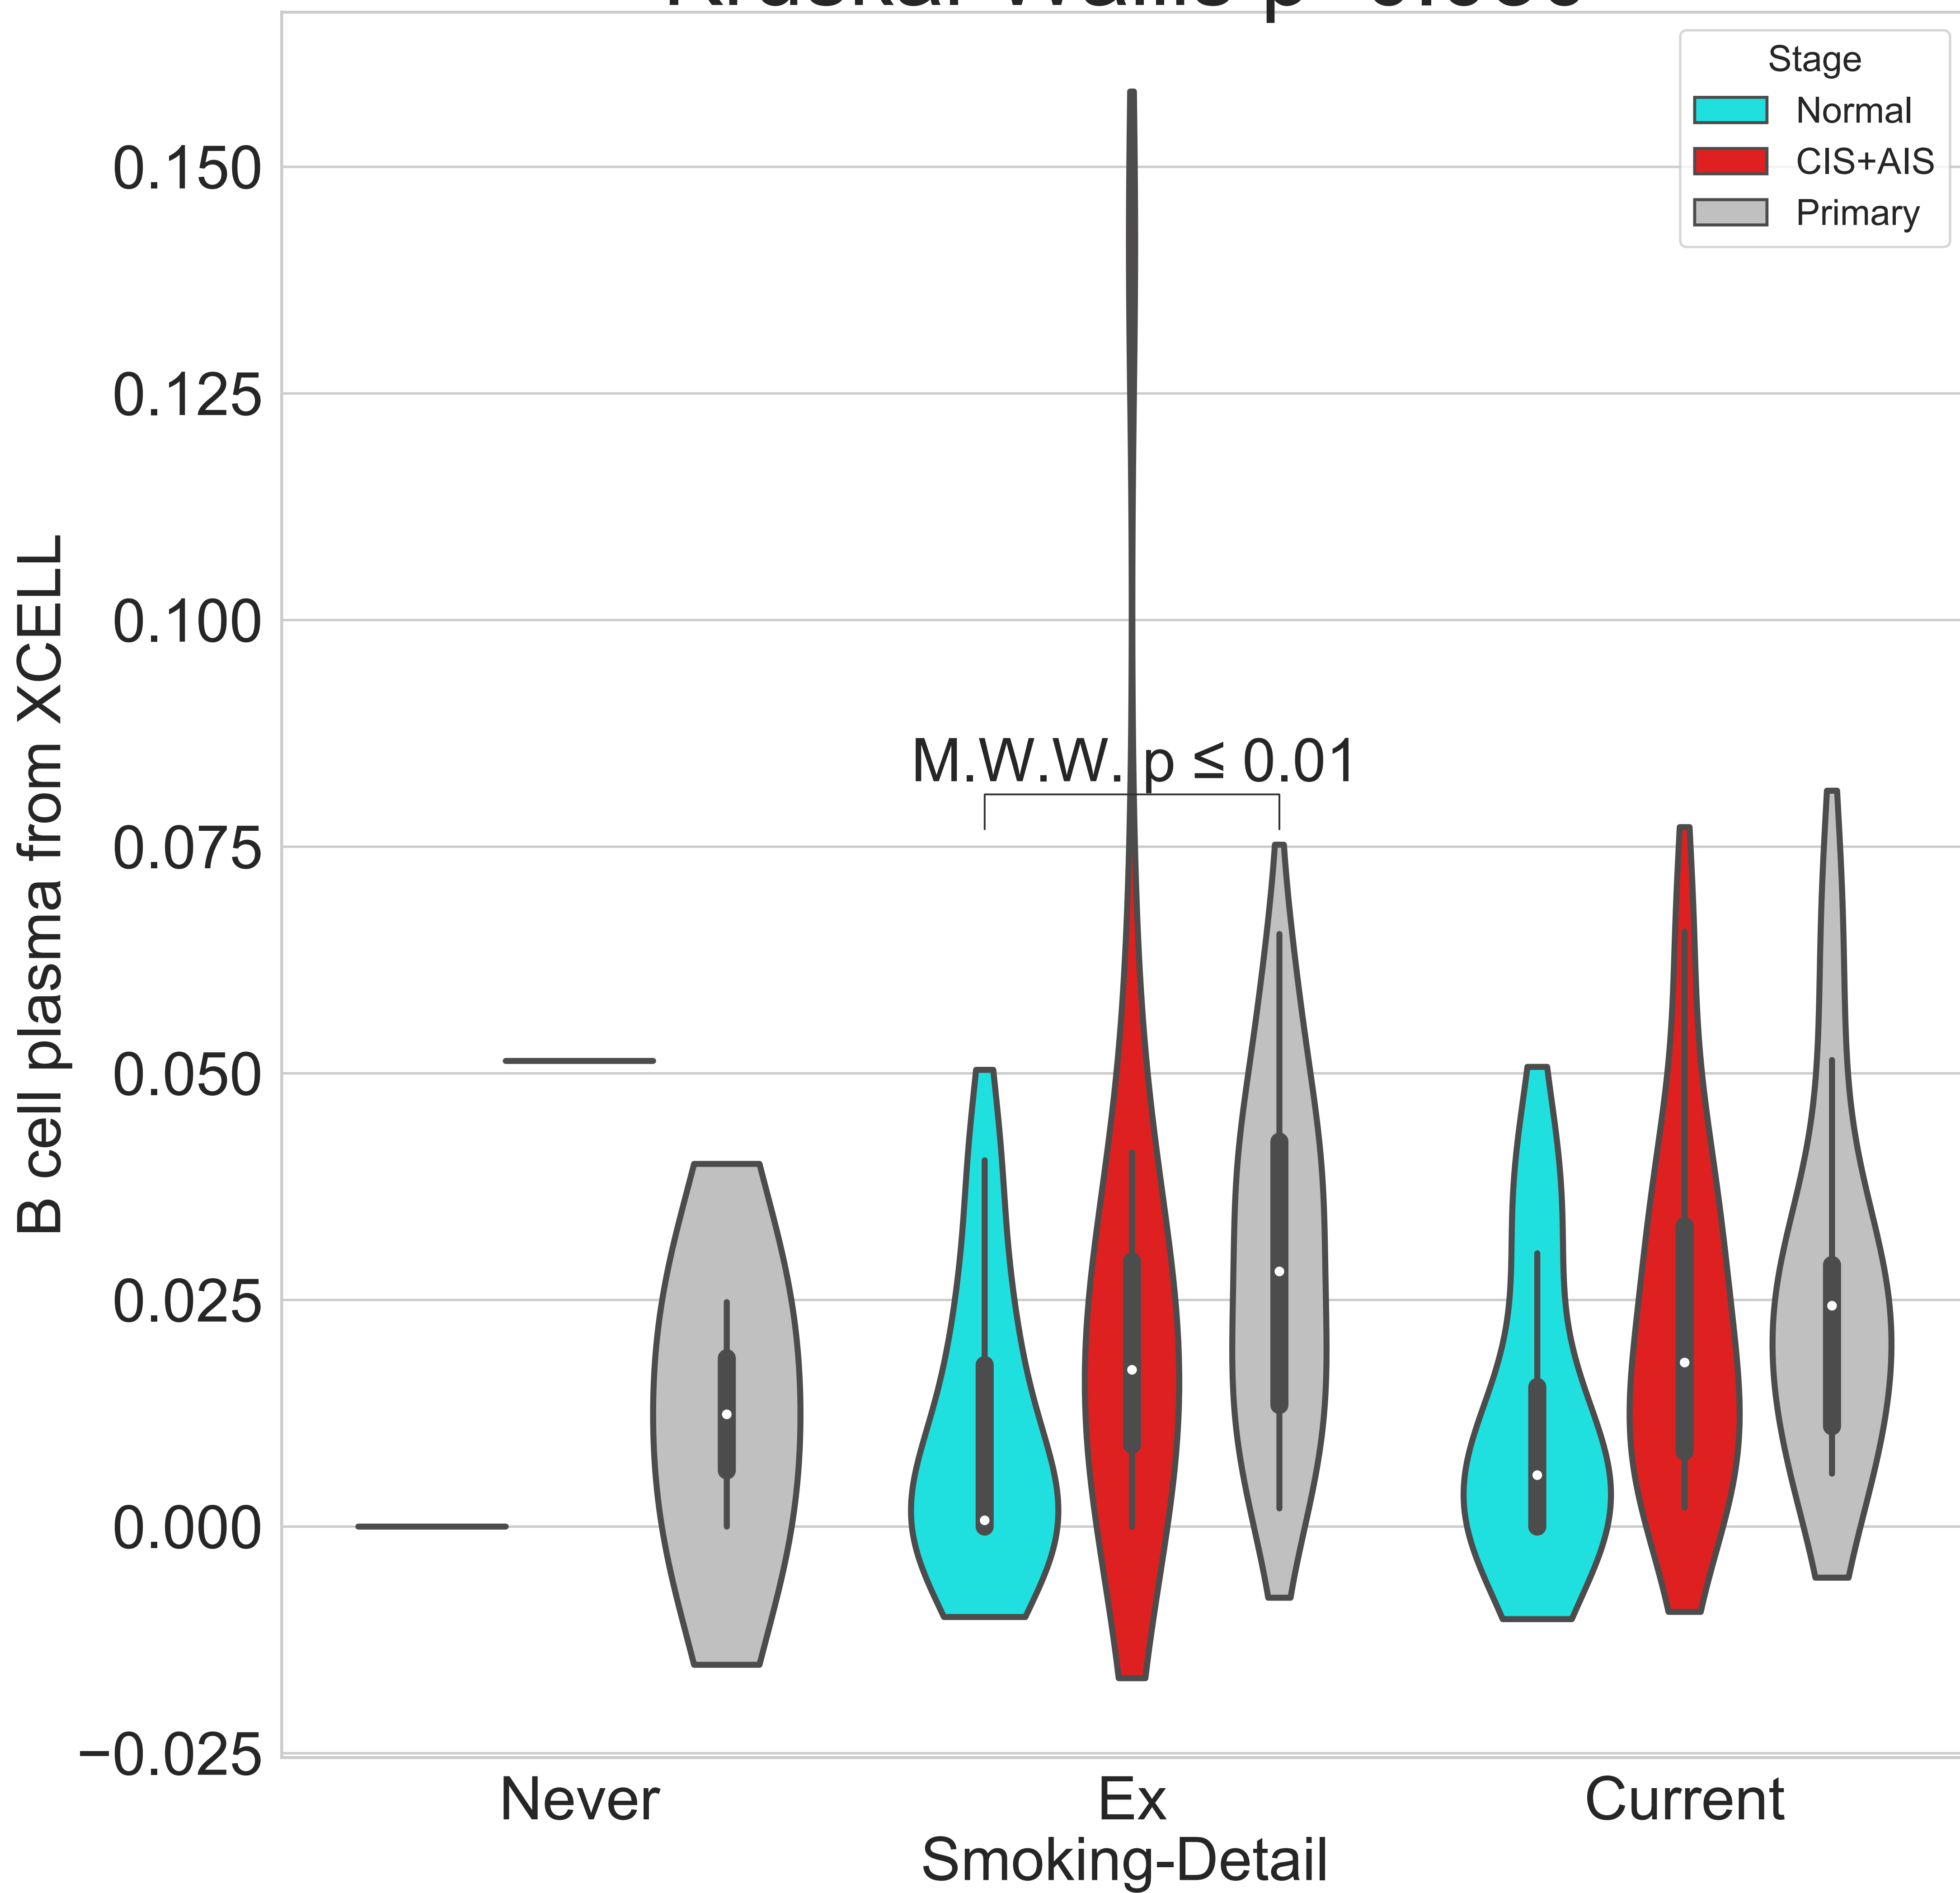 Stage
Normal
CIS+AIS
Primary
0.150
0.125
0.100
0.075
0.050
0.025
0.000
−0.025
B cell plasma from XCELL
M.W.W. p ≤ 0.01
Never
Ex
Current
Smoking-Detail